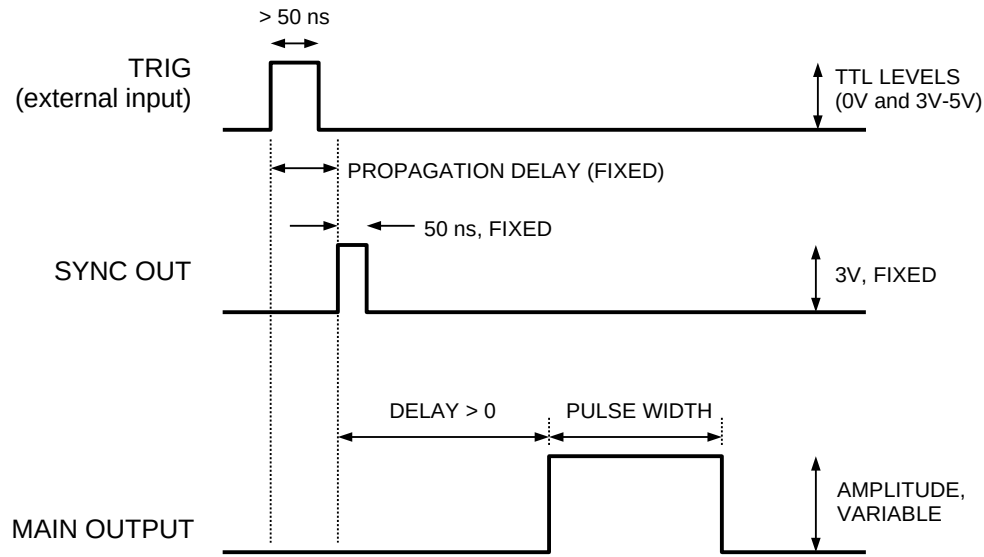 > 50 ns
TRIG
(external input)
TTL LEVELS
(0V and 3V-5V)
PROPAGATION DELAY (FIXED)
50 ns, FIXED
SYNC OUT
3V, FIXED
DELAY > 0
PULSE WIDTH
AMPLITUDE,
VARIABLE
MAIN OUTPUT